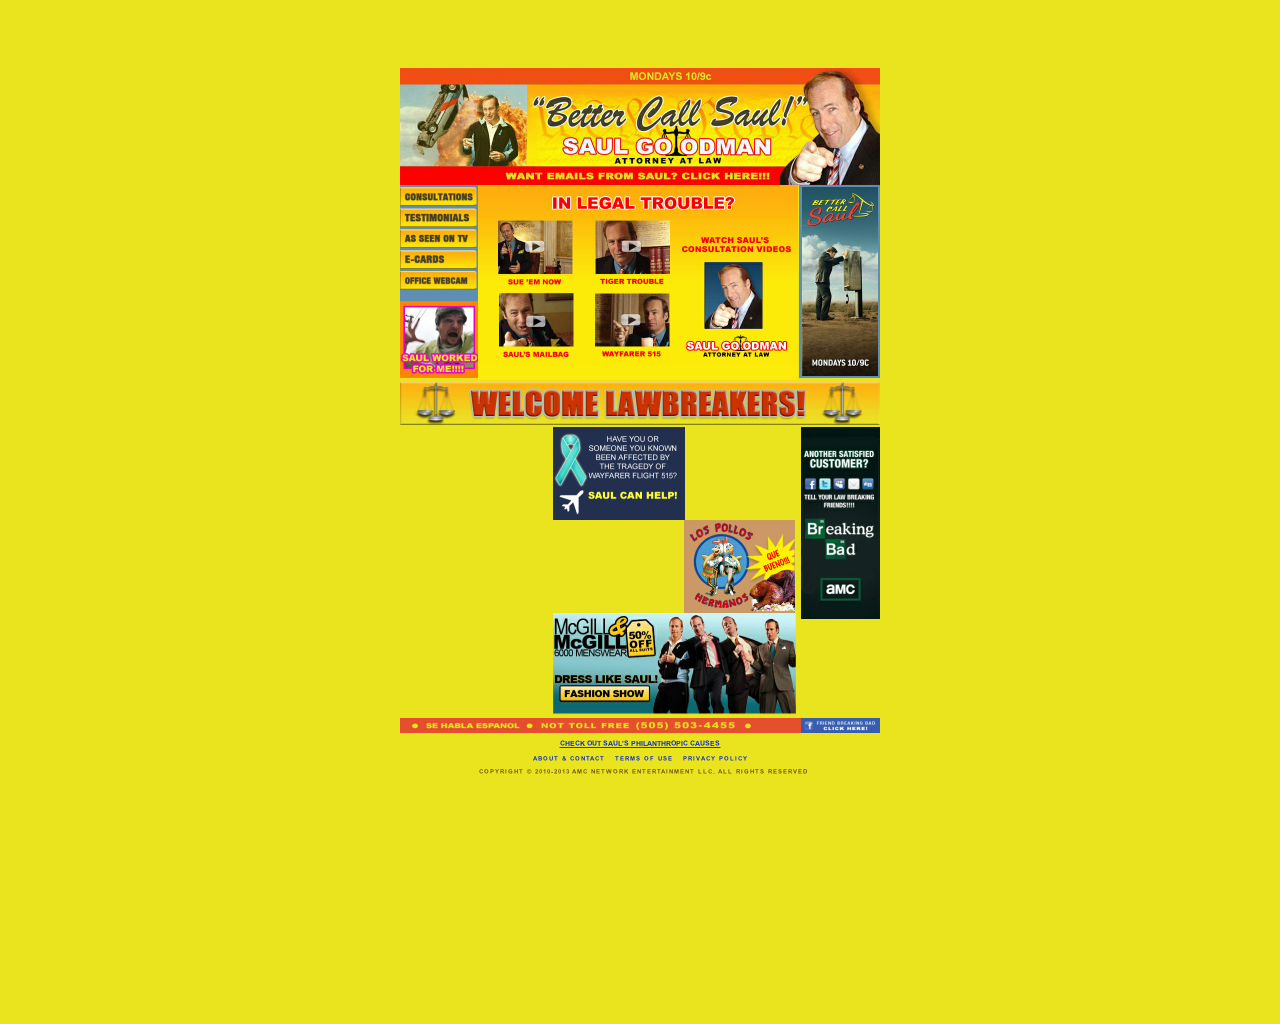 MONDAYS 10/9c
"Better Call Saul!"
SAUL GOODMAN
ATTORNEY AT LAW
WANT EMAILS FROM SAUL? CLICK HERE!!!
CONSULTATIONS
TESTIMONIALS
AS SEEN ON TV
E-CARDS
OFFICE WEBCAM
SAUL WORKED
FOR ME!!!!
IN LEGAL TROUBLE?
SUE 'EM NOW
TIGER TROUBLE
SAUL'S MAILBAG
WAYFARER 515
WATCH SAUL'S
CONSULTATION VIDEOS
SAUL GOODMAN
ATTORNEY AT LAW
BETTER
CALL
Saul
MONDAYS 10/9C
WELCOME LAWBREAKERS!
HAVE YOU OR
SOMEONE YOU KNOWN
BEEN AFFECTED BY
THE TRAGEDY OF
WAYFARER FLIGHT 515?
SAUL CAN HELP!
LOS POLLOS
HERMANOS
QUE
BUENO!!!
ANOTHER SATISFIED
CUSTOMER?
TELL YOUR LAW BREAKING
FRIENDS!!!!
Breaking
Bad
aMC
McGILL &
McGILL
6000 MENSWEAR
50%
OFF
ALL SUITS
DRESS LIKE SAUL!
FASHION SHOW
SE HABLA ESPANOL NOT TOLL FREE (505) 503-4455
FRIEND BREAKING BAD
CLICK HERE!
CHECK OUT SAUL'S PHILANTHROPIC CAUSES
ABOUT & CONTACT TERMS OF USE PRIVACY POLICY
COPYRIGHT © 2010-2013 AMC NETWORK ENTERTAINMENT LLC, ALL RIGHTS RESERVED